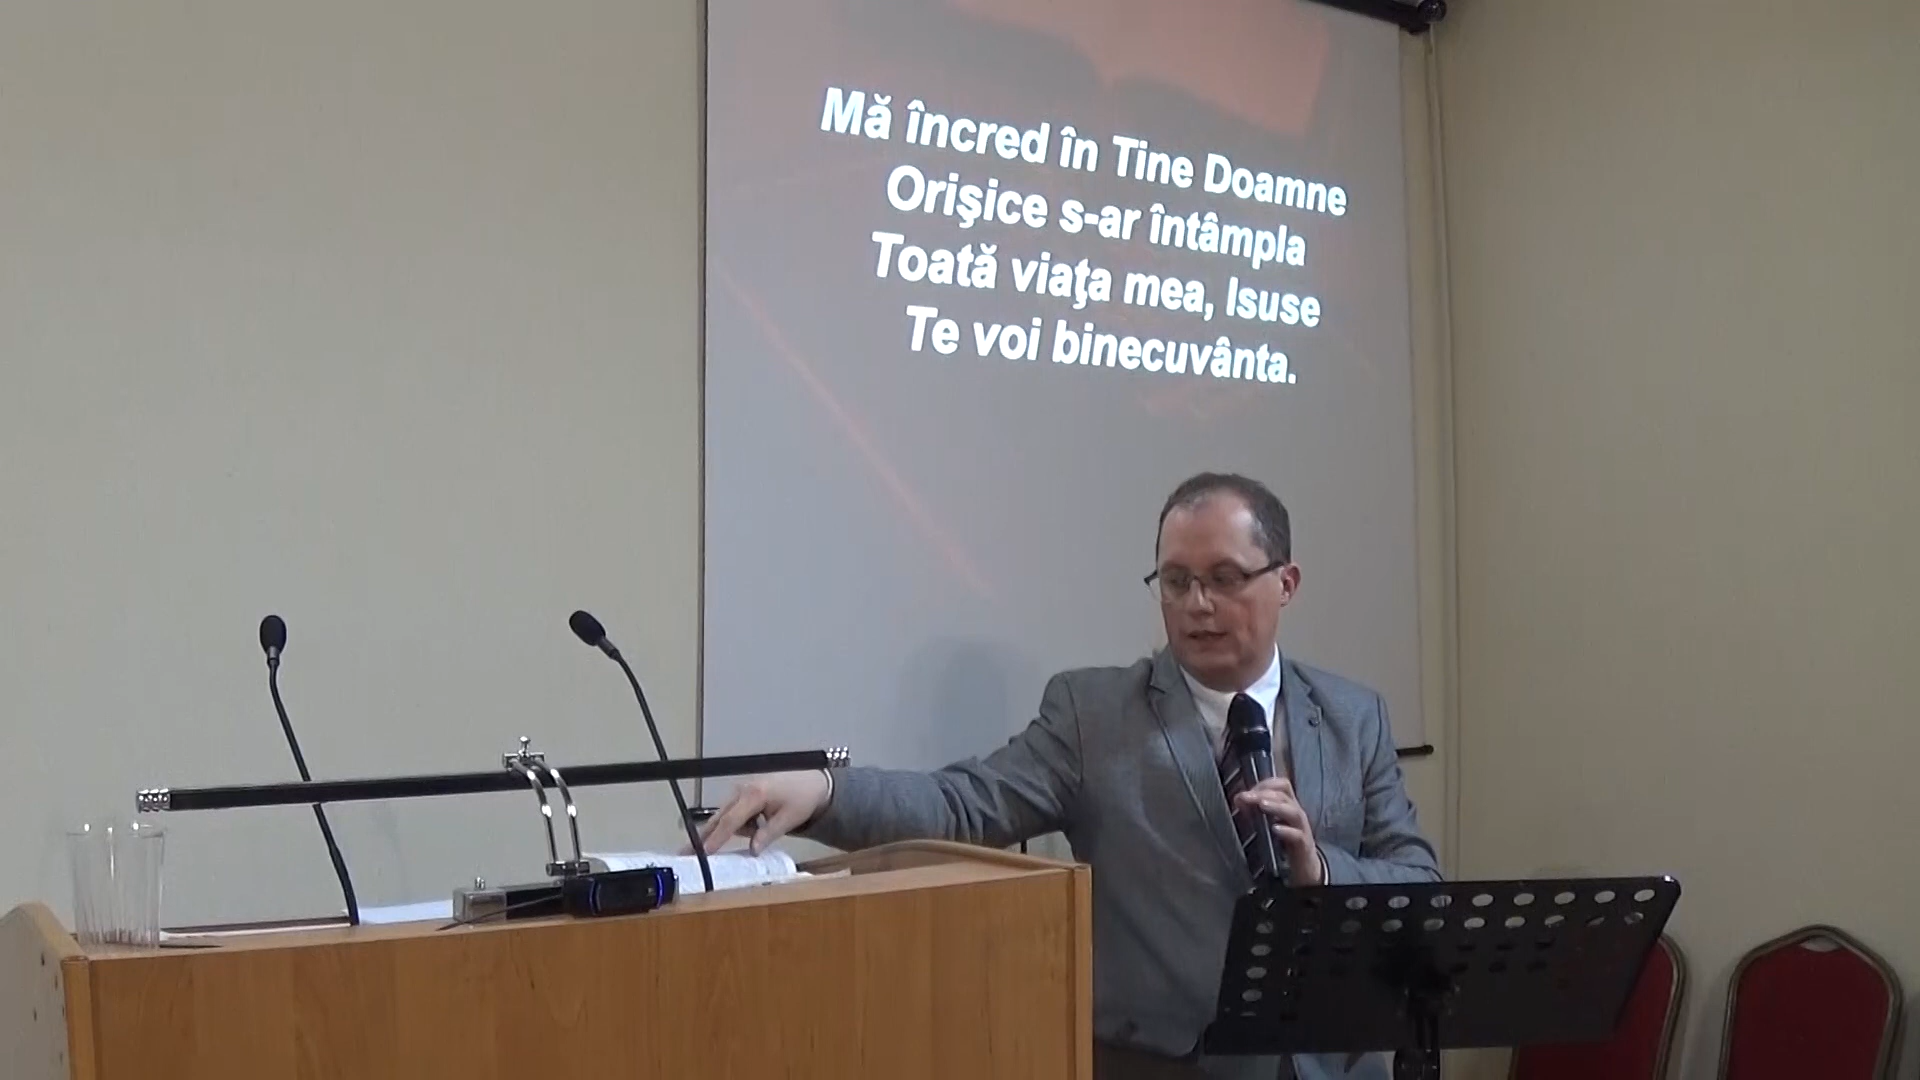 Mă încred în Tine Doamne
Orişice s-ar întâmpla
Toată viaţa mea, Isuse
Te voi binecuvânta.